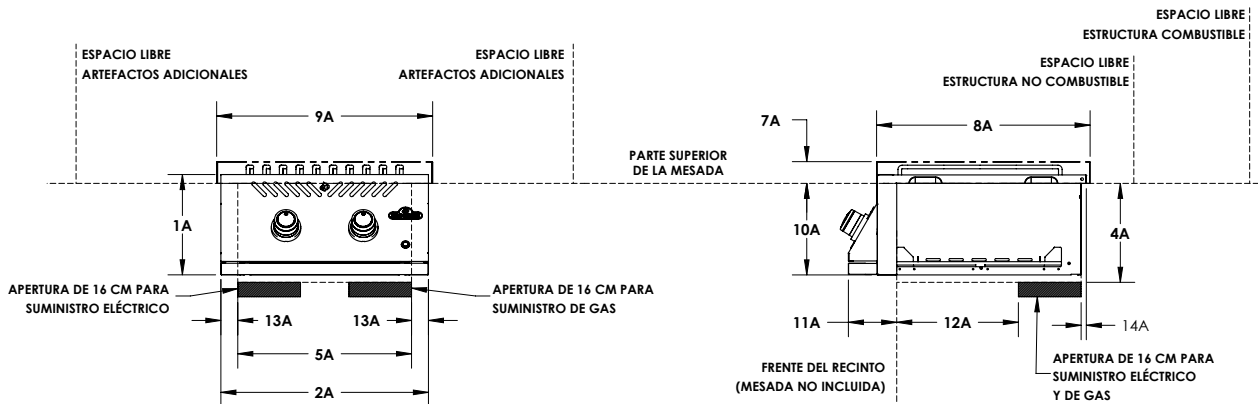 ESPACIO LIBRE
ARTEFACTOS ADICIONALES
ESPACIO LIBRE
ARTEFACTOS ADICIONALES
9A
1A
APERTURA DE 16 CM PARA
SUMINISTRO ELÉCTRICO
APERTURA DE 16 CM PARA
SUMINISTRO DE GAS
13A
13A
5A
2A
ESPACIO LIBRE
ESTRUCTURA COMBUSTIBLE
ESPACIO LIBRE
ESTRUCTURA NO COMBUSTIBLE
7A
8A
PARTE SUPERIOR
DE LA MESADA
10A
4A
11A
12A
14A
FRENTE DEL RECINTO
(MESADA NO INCLUIDA)
APERTURA DE 16 CM PARA
SUMINISTRO ELÉCTRICO
Y DE GAS